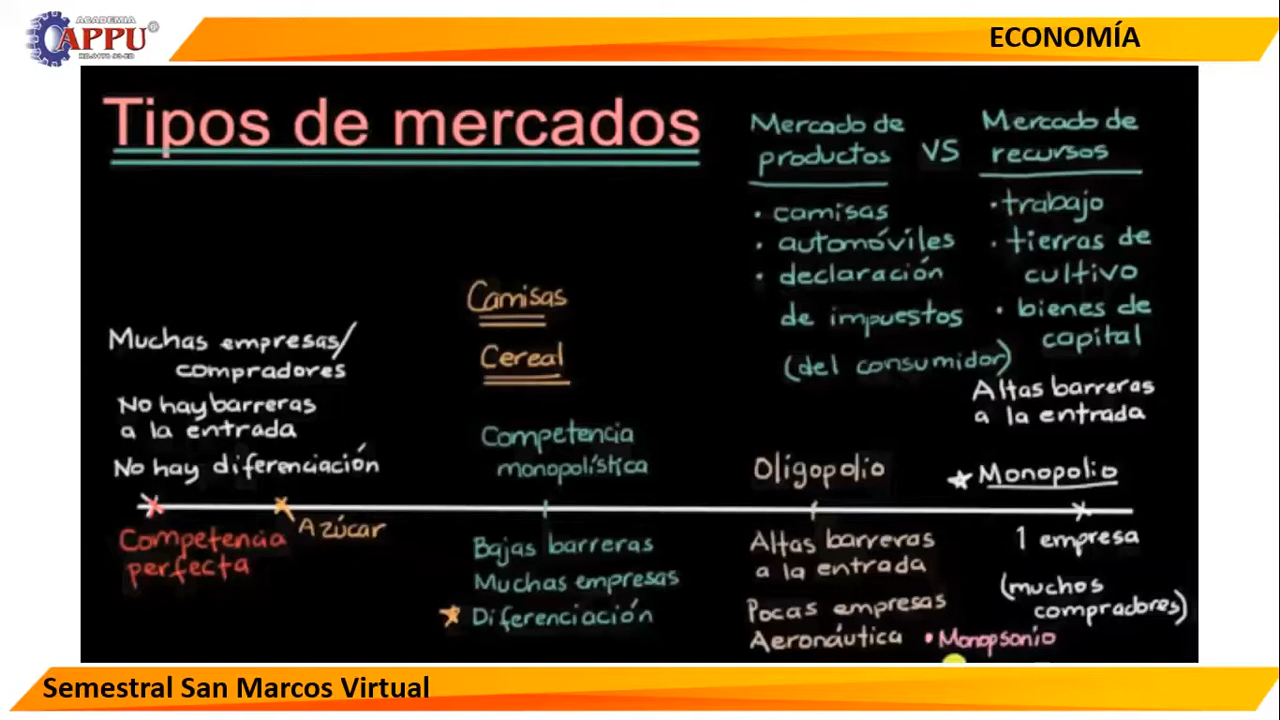 ACADEMIA
APPU
ECONOMÍA
Tipos de mercados
Mercado de
productos
VS
Mercado de
recursos
• camisas
• automóviles
• declaración
de impuestos
(del consumidor)
• trabajo
• tierras de
cultivo
• bienes de
capital
Camisas
Cereal
Muchas empresas/
compradores
No hay barreras
a la entrada
No hay diferenciación
Competencia
perfecta
Azúcar
Competencia
monopolística
Bajas barreras
Muchas empresas
Diferenciación
Oligopolio
Altas barreras
a la entrada
Pocas empresas
Aeronáutica
Altas barreras
a la entrada
Monopolio
1 empresa
(muchos
compradores)
• Monopsonio
Semestral San Marcos Virtual